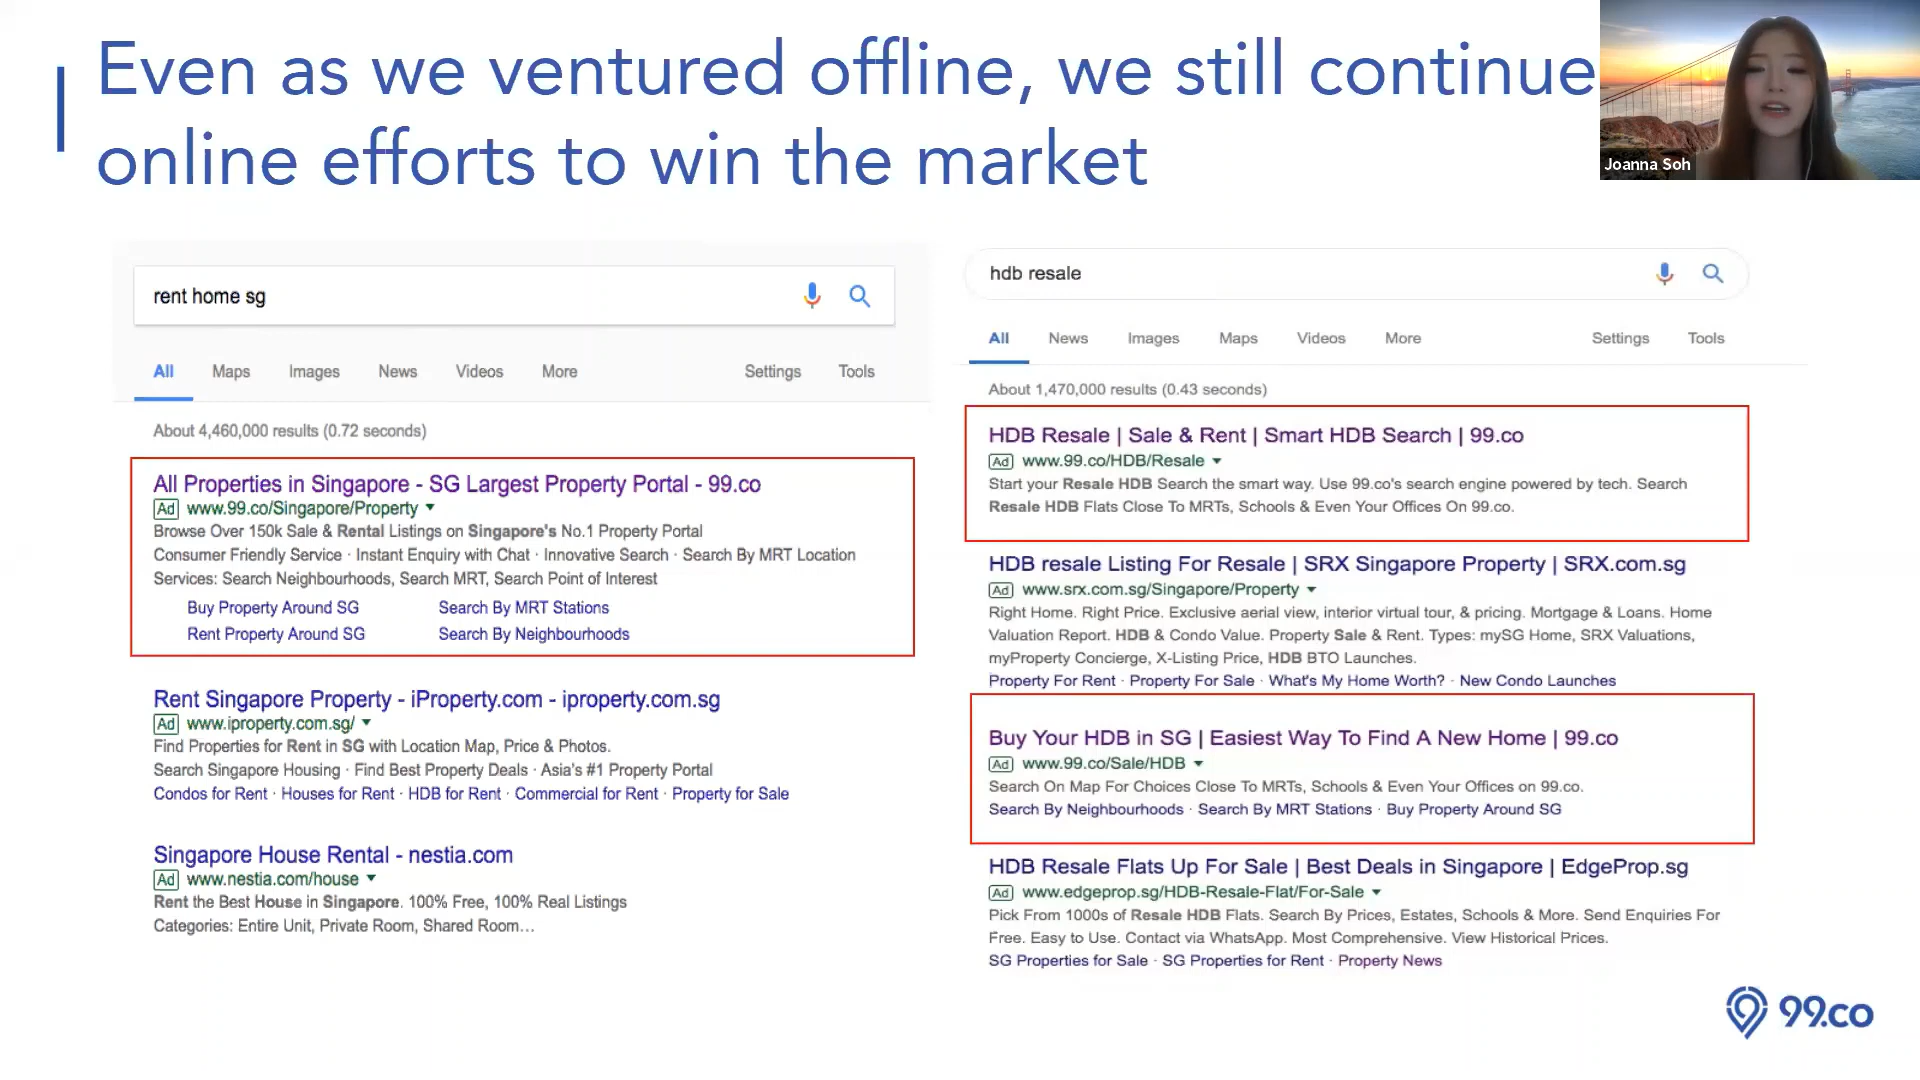 Even as we ventured offline, we still continue
online efforts to win the market
Joanna Soh
rent home sg
All Maps Images News Videos More Settings Tools
About 4,460,000 results (0.72 seconds)
All Properties in Singapore - SG Largest Property Portal - 99.co
Ad www.99.co/Singapore/Property
Browse Over 150k Sale & Rental Listings on Singapore's No.1 Property Portal
Consumer Friendly Service · Instant Enquiry with Chat · Innovative Search · Search By MRT Location
Services: Search Neighbourhoods, Search MRT, Search Point of Interest
Buy Property Around SG Search By MRT Stations
Rent Property Around SG Search By Neighbourhoods
Rent Singapore Property - iProperty.com - iproperty.com.sg
Ad www.iproperty.com.sg/
Find Properties for Rent in SG with Location Map, Price & Photos.
Search Singapore Housing · Find Best Property Deals · Asia's #1 Property Portal
Condos for Rent · Houses for Rent · HDB for Rent · Commercial for Rent · Property for Sale
Singapore House Rental - nestia.com
Ad www.nestia.com/house
Rent the Best House in Singapore. 100% Free, 100% Real Listings
Categories: Entire Unit, Private Room, Shared Room...
hdb resale
All News Images Maps Videos More Settings Tools
About 1,470,000 results (0.43 seconds)
HDB Resale | Sale & Rent | Smart HDB Search | 99.co
Ad www.99.co/HDB/Resale
Start your Resale HDB Search the smart way. Use 99.co's search engine powered by tech. Search
Resale HDB Flats Close To MRTs, Schools & Even Your Offices On 99.co.
HDB resale Listing For Resale | SRX Singapore Property | SRX.com.sg
Ad www.srx.com.sg/Singapore/Property
Right Home. Right Price. Exclusive aerial view, interior virtual tour, & pricing. Mortgage & Loans. Home
Valuation Report. HDB & Condo Value. Property Sale & Rent. Types: mySG Home, SRX Valuations,
myProperty Concierge, X-Listing Price, HDB BTO Launches.
Property For Rent · Property For Sale · What's My Home Worth? · New Condo Launches
Buy Your HDB in SG | Easiest Way To Find A New Home | 99.co
Ad www.99.co/Sale/HDB
Search On Map For Choices Close To MRTs, Schools & Even Your Offices on 99.co.
Search By Neighbourhoods · Search By MRT Stations · Buy Property Around SG
HDB Resale Flats Up For Sale | Best Deals in Singapore | EdgeProp.sg
Ad www.edgeprop.sg/HDB-Resale-Flat/For-Sale
Pick From 1000s of Resale HDB Flats. Search By Prices, Estates, Schools & More. Send Enquiries For
Free. Easy to Use. Contact via WhatsApp. Most Comprehensive. View Historical Prices.
SG Properties for Sale · SG Properties for Rent · Property News
99.co